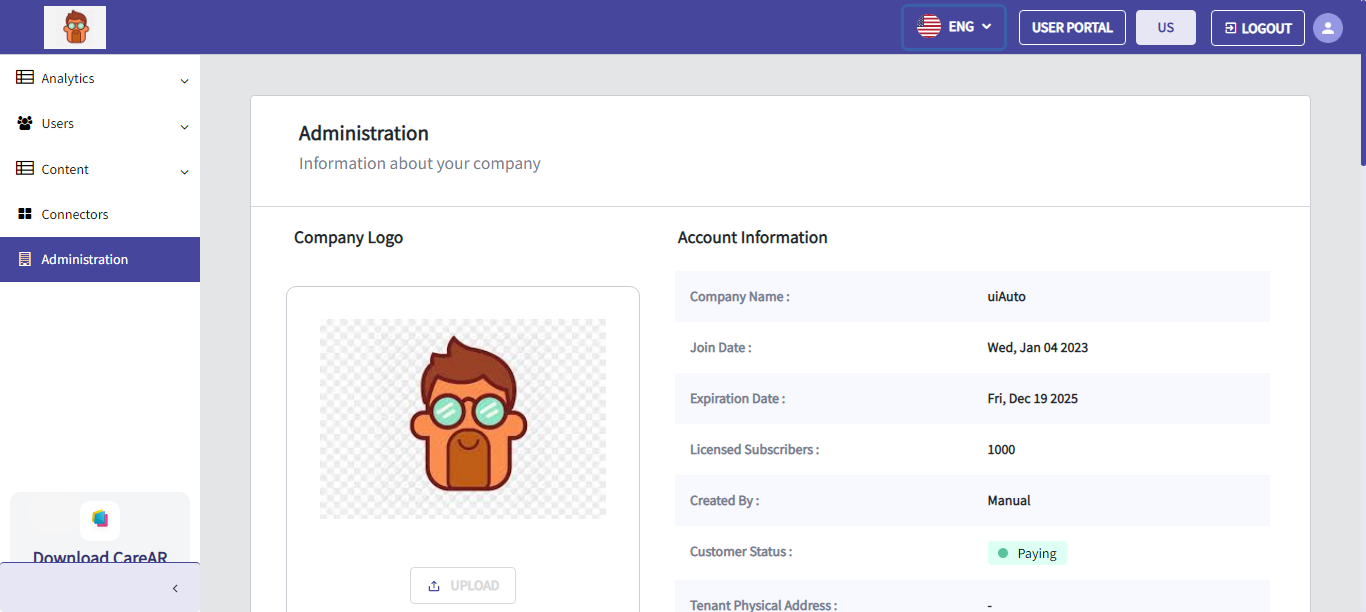 ENG
USER PORTAL
US
LOGOUT
Analytics
Users
Content
Connectors
Administration
Download CareAR
Administration
Information about your company
Company Logo
UPLOAD
Account Information
Company Name : uiAuto
Join Date : Wed, Jan 04 2023
Expiration Date : Fri, Dec 19 2025
Licensed Subscribers : 1000
Created By : Manual
Customer Status : Paying
Tenant Physical Address : -